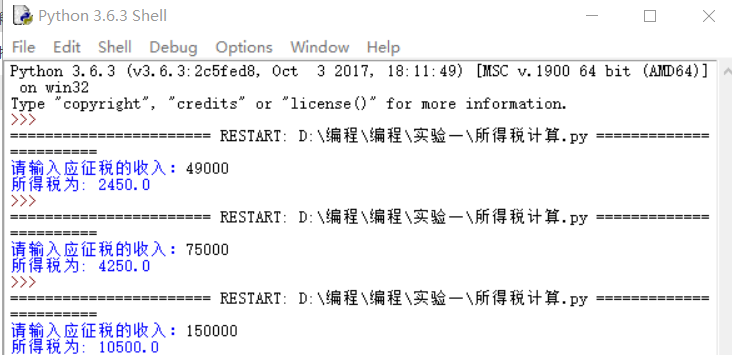 Python 3.6.3 Shell
File Edit Shell Debug Options Window Help
Python 3.6.3 (v3.6.3:2c5fed8, Oct  3 2017, 18:11:49) [MSC v.1900 64 bit (AMD64)]
 on win32
Type "copyright", "credits" or "license()" for more information.
>>>
======================= RESTART: D:\编程\编程\实验一\所得税计算.py =============
==========
请输入应征税的收入: 49000
所得税为: 2450.0
>>>
======================= RESTART: D:\编程\编程\实验一\所得税计算.py =============
==========
请输入应征税的收入: 75000
所得税为: 4250.0
>>>
======================= RESTART: D:\编程\编程\实验一\所得税计算.py =============
==========
请输入应征税的收入: 150000
所得税为: 10500.0